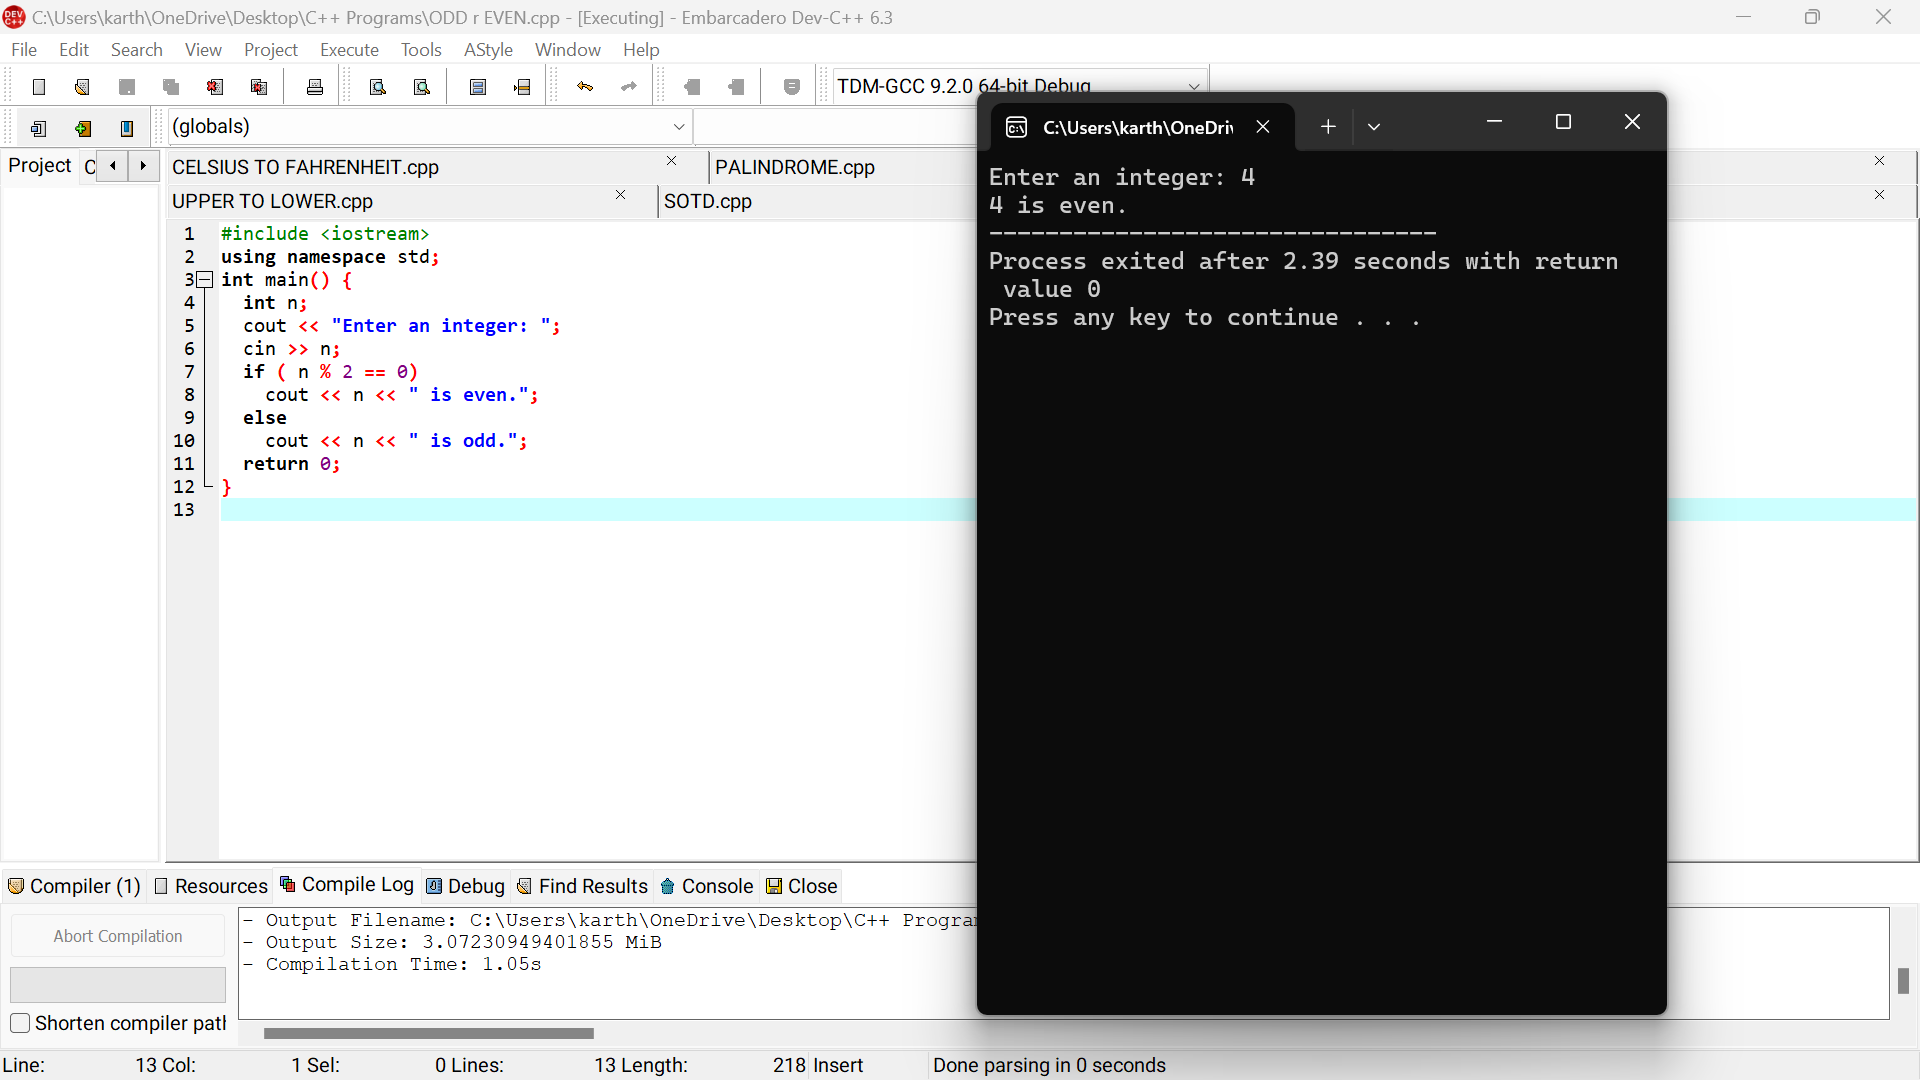 C:\Users\karth\OneDrive\Desktop\C++ Programs\ODD r EVEN.cpp - [Executing] - Embarcadero Dev-C++ 6.3
File Edit Search View Project Execute Tools AStyle Window Help
TDM-GCC 9.2.0 64-bit Debug
(globals)
Project C
CELSIUS TO FAHRENHEIT.cpp PALINDROME.cpp
UPPER TO LOWER.cpp SOTD.cpp
1 #include <iostream>
2 using namespace std;
3 int main() {
4 int n;
5 cout << "Enter an integer: ";
6 cin >> n;
7 if ( n % 2 == 0)
8 cout << n << " is even.";
9 else
10 cout << n << " is odd.";
11 return 0;
12 }
13
C:\Users\karth\OneDri
Enter an integer: 4
4 is even.
--------------------------------
Process exited after 2.39 seconds with return
value 0
Press any key to continue . . .
Compiler (1) Resources Compile Log Debug Find Results Console Close
Abort Compilation
Shorten compiler pat
- Output Filename: C:\Users\karth\OneDrive\Desktop\C++ Progra
- Output Size: 3.07230949401855 MiB
- Compilation Time: 1.05s
Line: 13 Col: 1 Sel: 0 Lines: 13 Length: 218 Insert Done parsing in 0 seconds